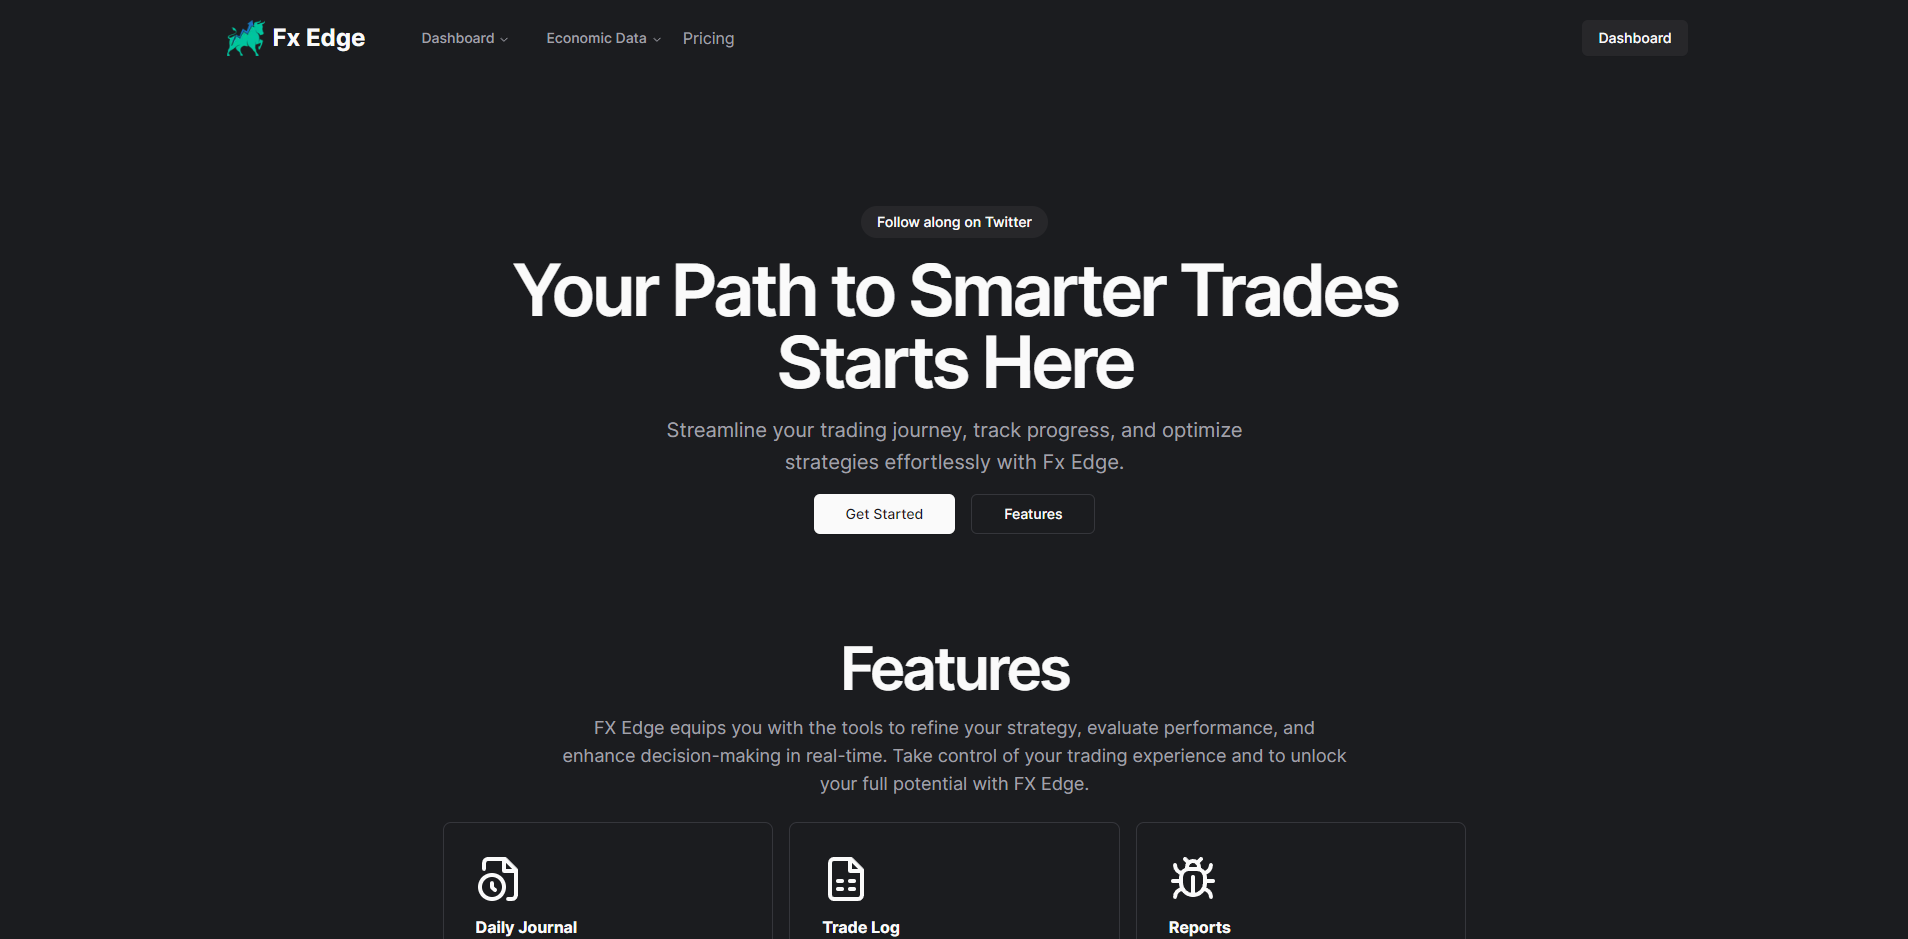 Fx Edge
Dashboard
Economic Data
Pricing
Dashboard
Follow along on Twitter
Your Path to Smarter Trades
Starts Here
Streamline your trading journey, track progress, and optimize
strategies effortlessly with Fx Edge.
Get Started
Features
Features
FX Edge equips you with the tools to refine your strategy, evaluate performance, and
enhance decision-making in real-time. Take control of your trading experience and to unlock
your full potential with FX Edge.
Daily Journal
Trade Log
Reports